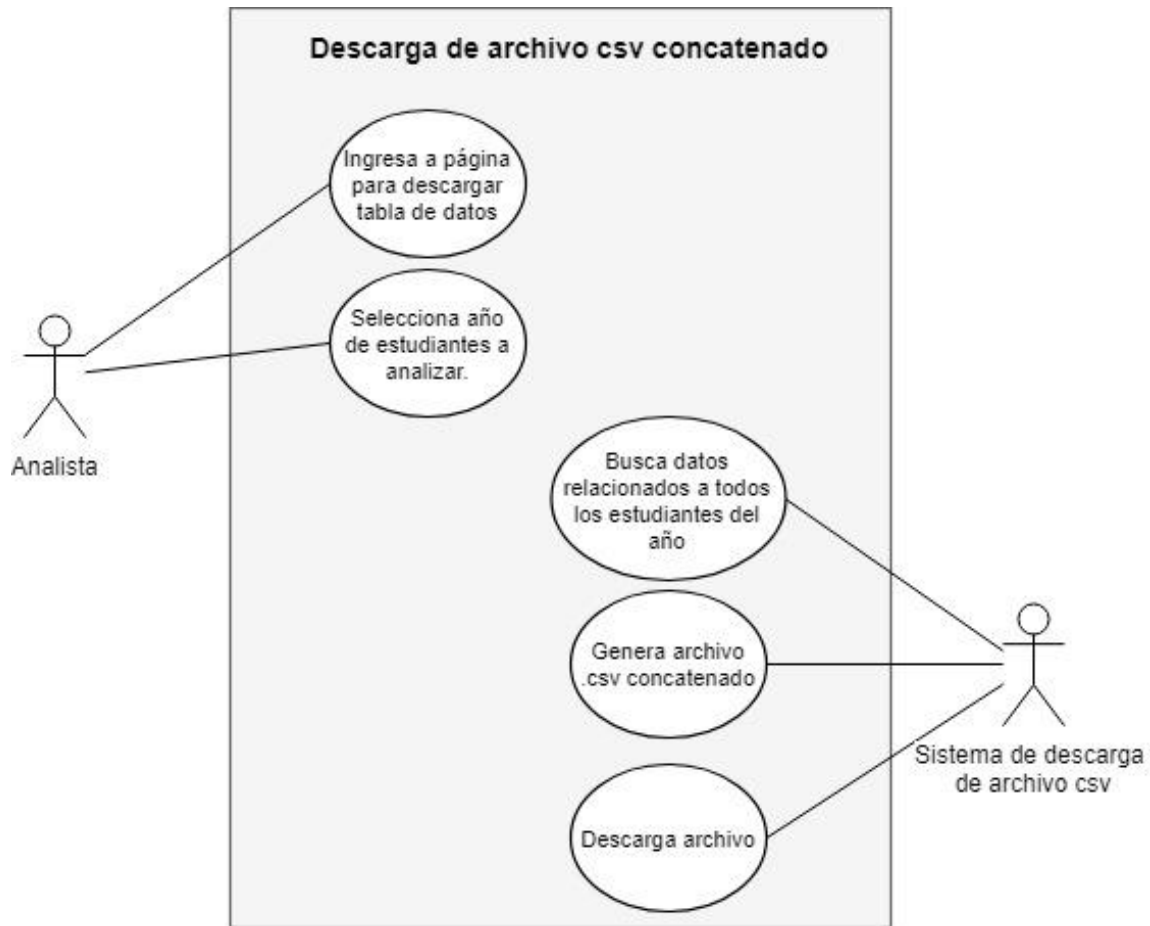 Descarga de archivo csv concatenado
Ingresa a página
para descargar
tabla de datos
Selecciona año
de estudiantes a
analizar.
Analista
Busca datos
relacionados a todos
los estudiantes del
año
Genera archivo
.csv concatenado
Sistema de descarga
de archivo csv
Descarga archivo